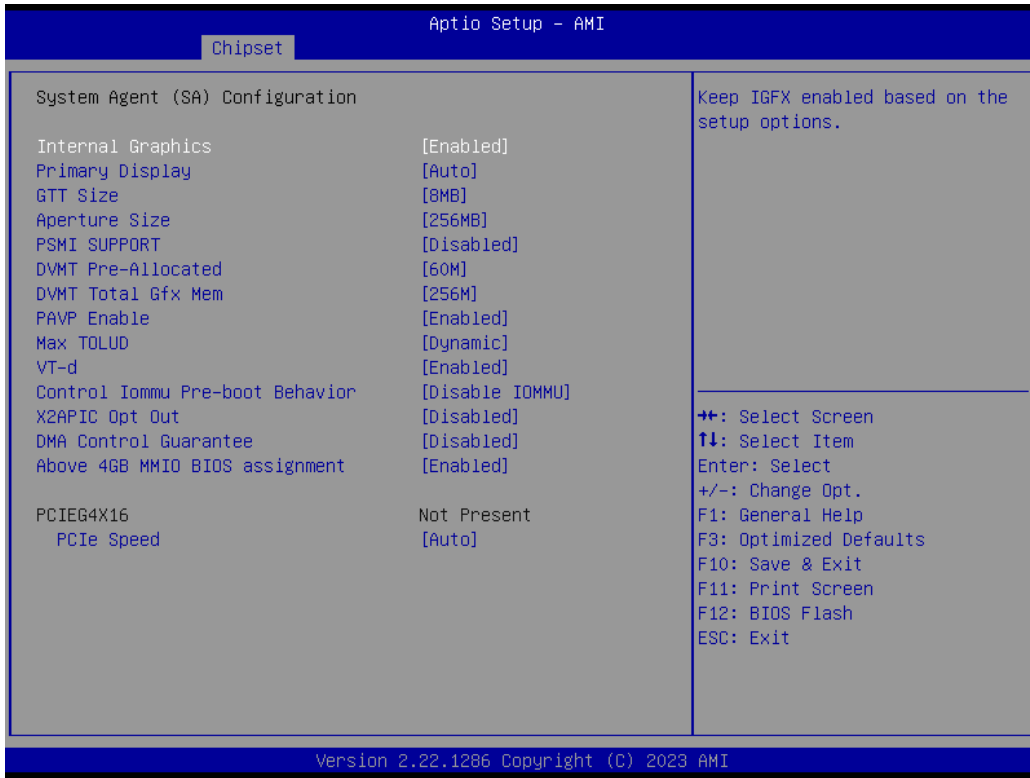 Aptio Setup - AMI
Chipset
System Agent (SA) Configuration
Internal Graphics [Enabled]
Primary Display [Auto]
GTT Size [8MB]
Aperture Size [256MB]
PSMI SUPPORT [Disabled]
DVMT Pre-Allocated [60M]
DVMT Total Gfx Mem [256M]
PAVP Enable [Enabled]
Max TOLUD [Dynamic]
VT-d [Enabled]
Control Iommu Pre-boot Behavior [Disable IOMMU]
X2APIC Opt Out [Disabled]
DMA Control Guarantee [Disabled]
Above 4GB MMIO BIOS assignment [Enabled]
PCIEG4X16 Not Present
PCIe Speed [Auto]
Keep IGFX enabled based on the
setup options.
→←: Select Screen
↑↓: Select Item
Enter: Select
+/-: Change Opt.
F1: General Help
F3: Optimized Defaults
F10: Save & Exit
F11: Print Screen
F12: BIOS Flash
ESC: Exit
Version 2.22.1286 Copyright (C) 2023 AMI